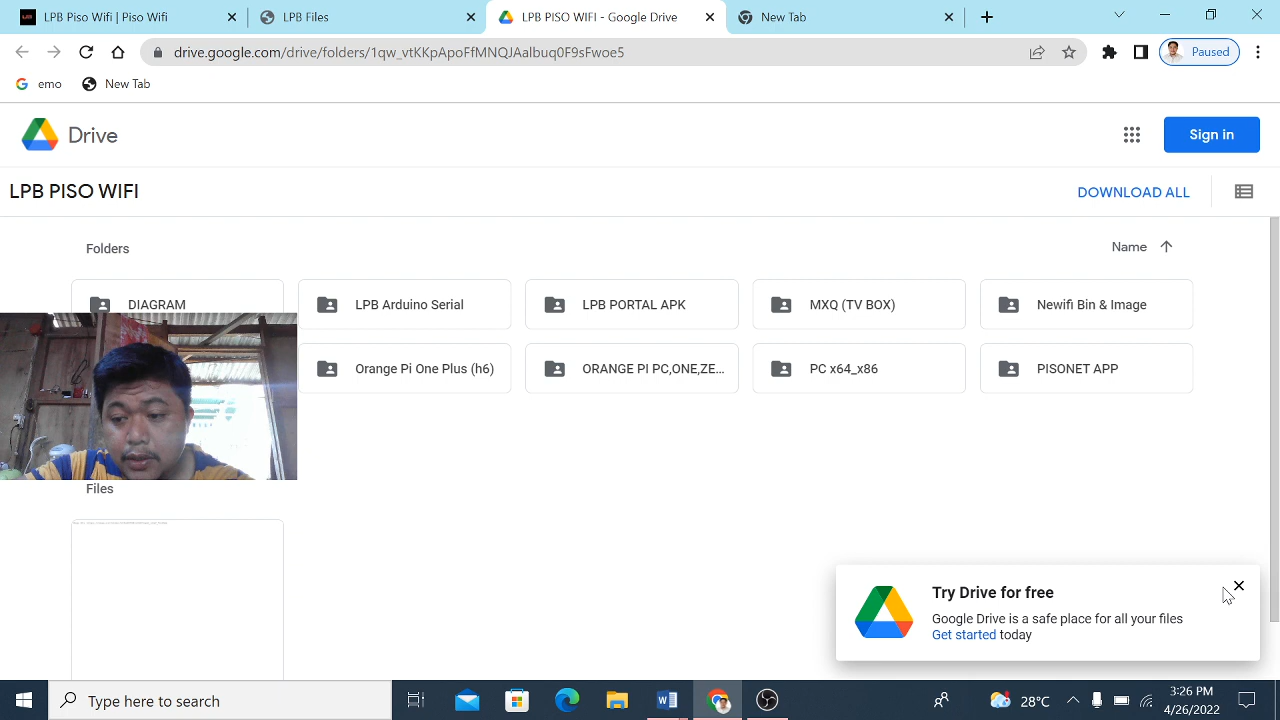 LPB Piso Wifi | Piso Wifi
LPB Files
LPB PISO WIFI - Google Drive
New Tab
drive.google.com/drive/folders/1qw_vtKKpApoFfMNQJAalbuq0F9sFwoe5
Paused
emo
New Tab
Drive
Sign in
LPB PISO WIFI
DOWNLOAD ALL
Folders
Name
DIAGRAM
LPB Arduino Serial
LPB PORTAL APK
MXQ (TV BOX)
Newifi Bin & Image
Orange Pi One Plus (h6)
ORANGE PI PC,ONE,ZE...
PC x64_x86
PISONET APP
Files
Try Drive for free
Google Drive is a safe place for all your files
Get started today
Type here to search
28°C
3:26 PM
4/26/2022